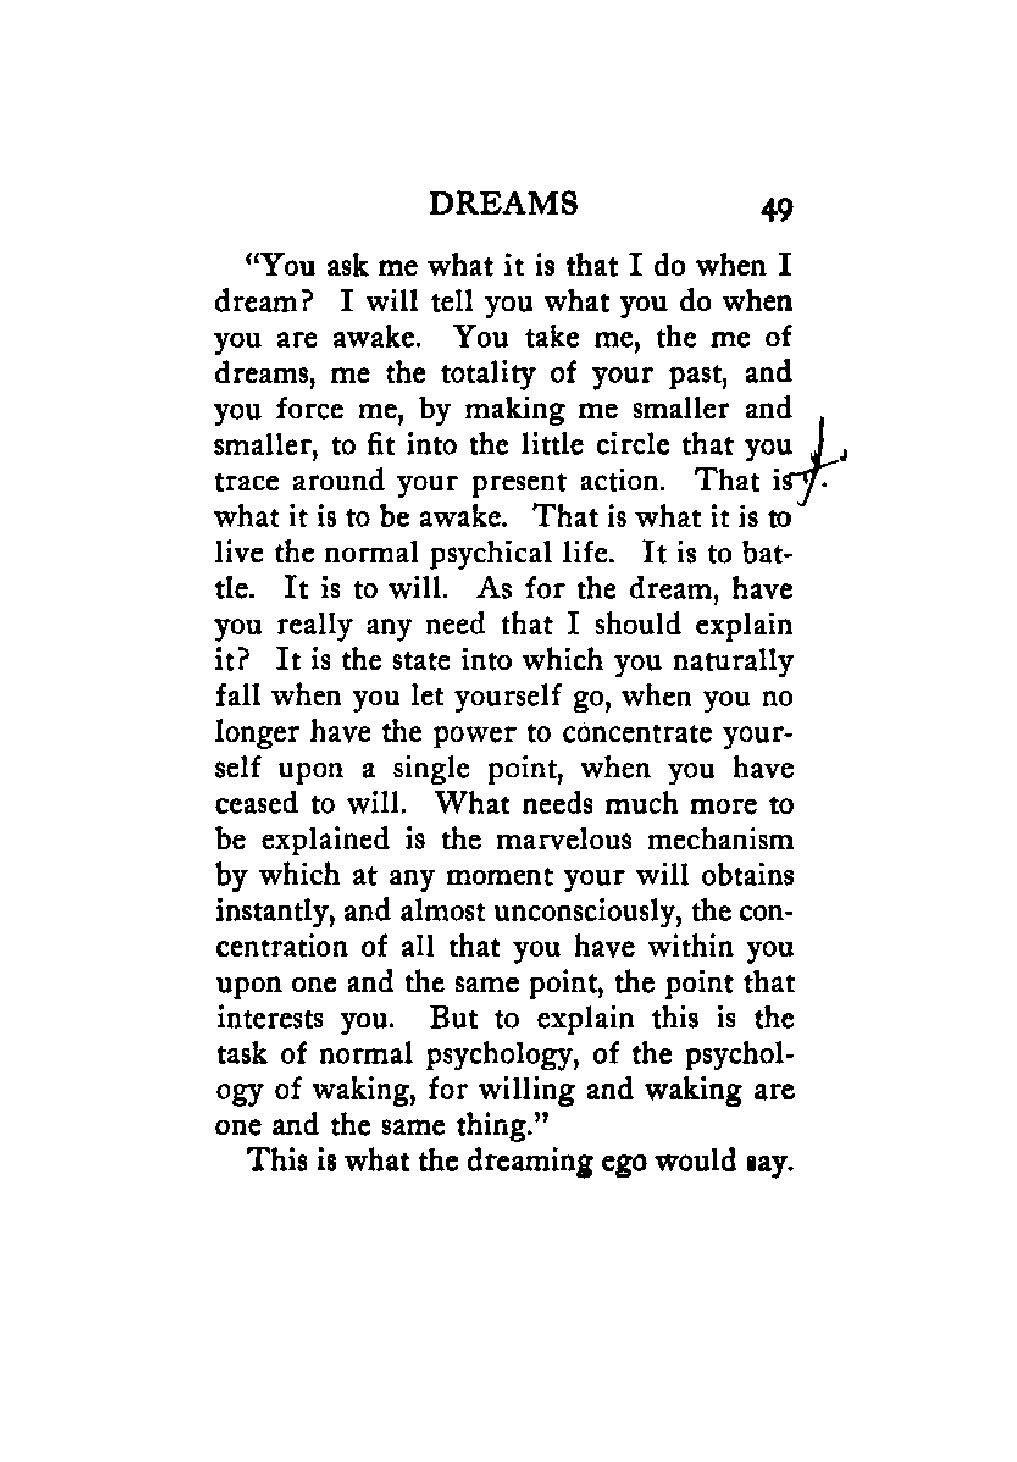 DREAMS 49
“You ask me what it is that I do when I
dream? I will tell you what you do when
you are awake. You take me, the me of
dreams, me the totality of your past, and
you force me, by making me smaller and
smaller, to fit into the little circle that you
trace around your present action. That is
what it is to be awake. That is what it is to
live the normal psychical life. It is to bat-
tle. It is to will. As for the dream, have
you really any need that I should explain
it? It is the state into which you naturally
fall when you let yourself go, when you no
longer have the power to concentrate your-
self upon a single point, when you have
ceased to will. What needs much more to
be explained is the marvelous mechanism
by which at any moment your will obtains
instantly, and almost unconsciously, the con-
centration of all that you have within you
upon one and the same point, the point that
interests you. But to explain this is the
task of normal psychology, of the psychol-
ogy of waking, for willing and waking are
one and the same thing.”
This is what the dreaming ego would say.